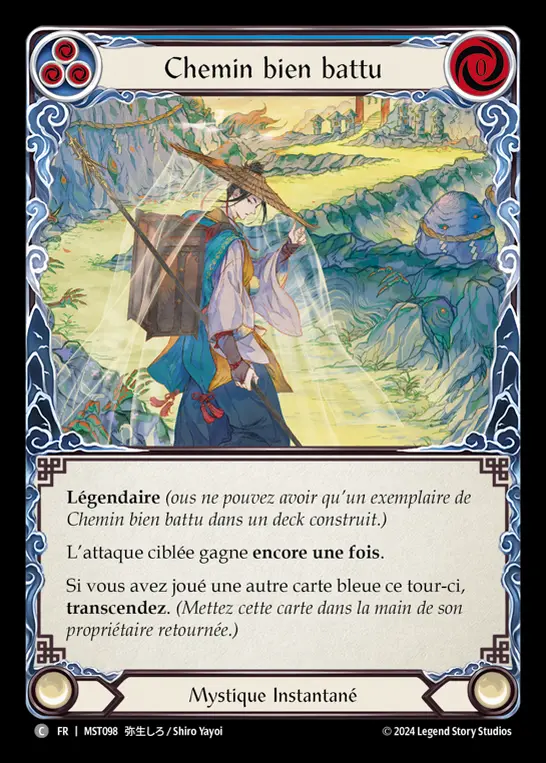 Chemin bien battu
0
Légendaire (ous ne pouvez avoir qu'un exemplaire de
Chemin bien battu dans un deck construit.)
L'attaque ciblée gagne encore une fois.
Si vous avez joué une autre carte bleue ce tour-ci,
transcendez. (Mettez cette carte dans la main de son
propriétaire retournée.)
Mystique Instantané
C FR | MST098 弥生しろ / Shiro Yayoi
© 2024 Legend Story Studios